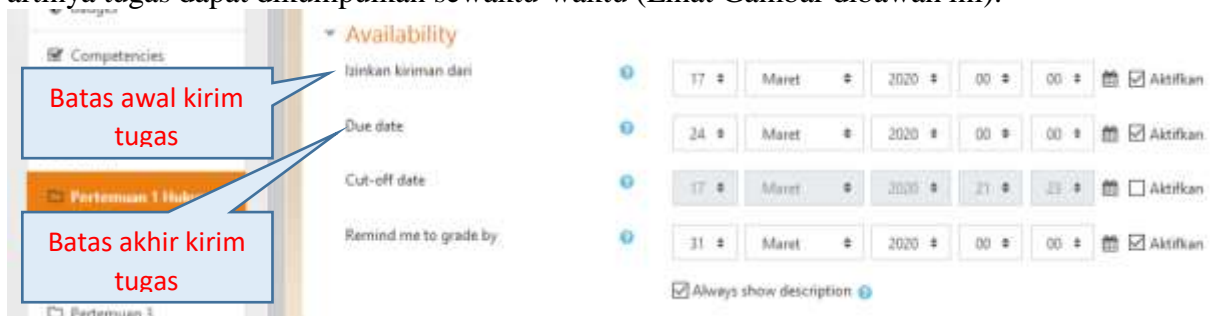 artinya tugas dapat dikumpulkan sewaktu-waktu (Lihat Gambar dibawah ini).
Badges
Competencies
Availability
Izinkan kiriman dari
17 Maret 2020 00 00 Aktifkan
Batas awal kirim
tugas
Due date
24 Maret 2020 00 00 Aktifkan
Cut-off date
17 Maret 2020 21 23 Aktifkan
Pertemuan 1
Remind me to grade by
31 Maret 2020 00 00 Aktifkan
Batas akhir kirim
tugas
Always show description
Pertemuan 3